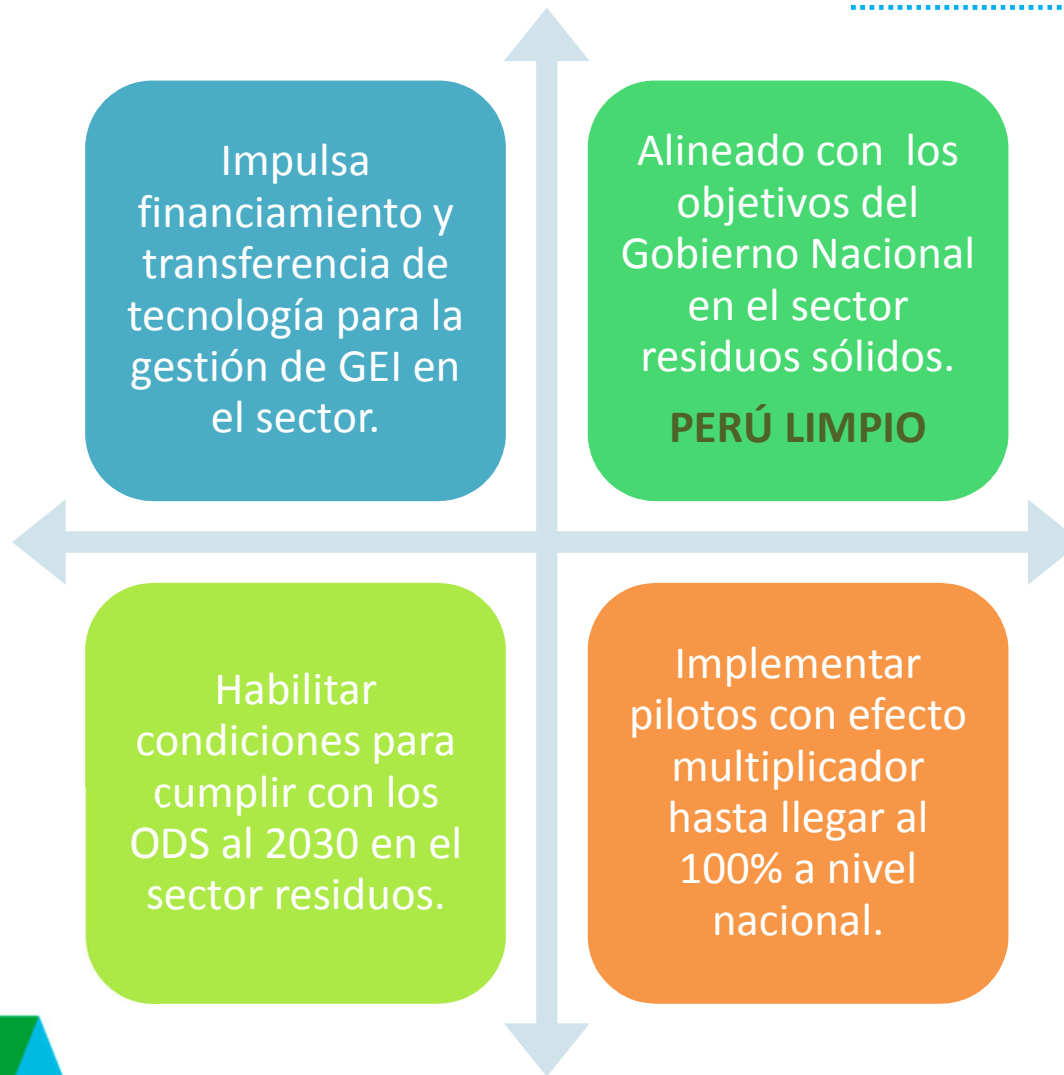 Impulsa
financiamiento y
transferencia de
tecnología para la
gestión de GEI en
el sector.
Alineado con los
objetivos del
Gobierno Nacional
en el sector
residuos sólidos.
PERÚ LIMPIO
Habilitar
condiciones para
cumplir con los
ODS al 2030 en el
sector residuos.
Implementar
pilotos con efecto
multiplicador
hasta llegar al
100% a nivel
nacional.